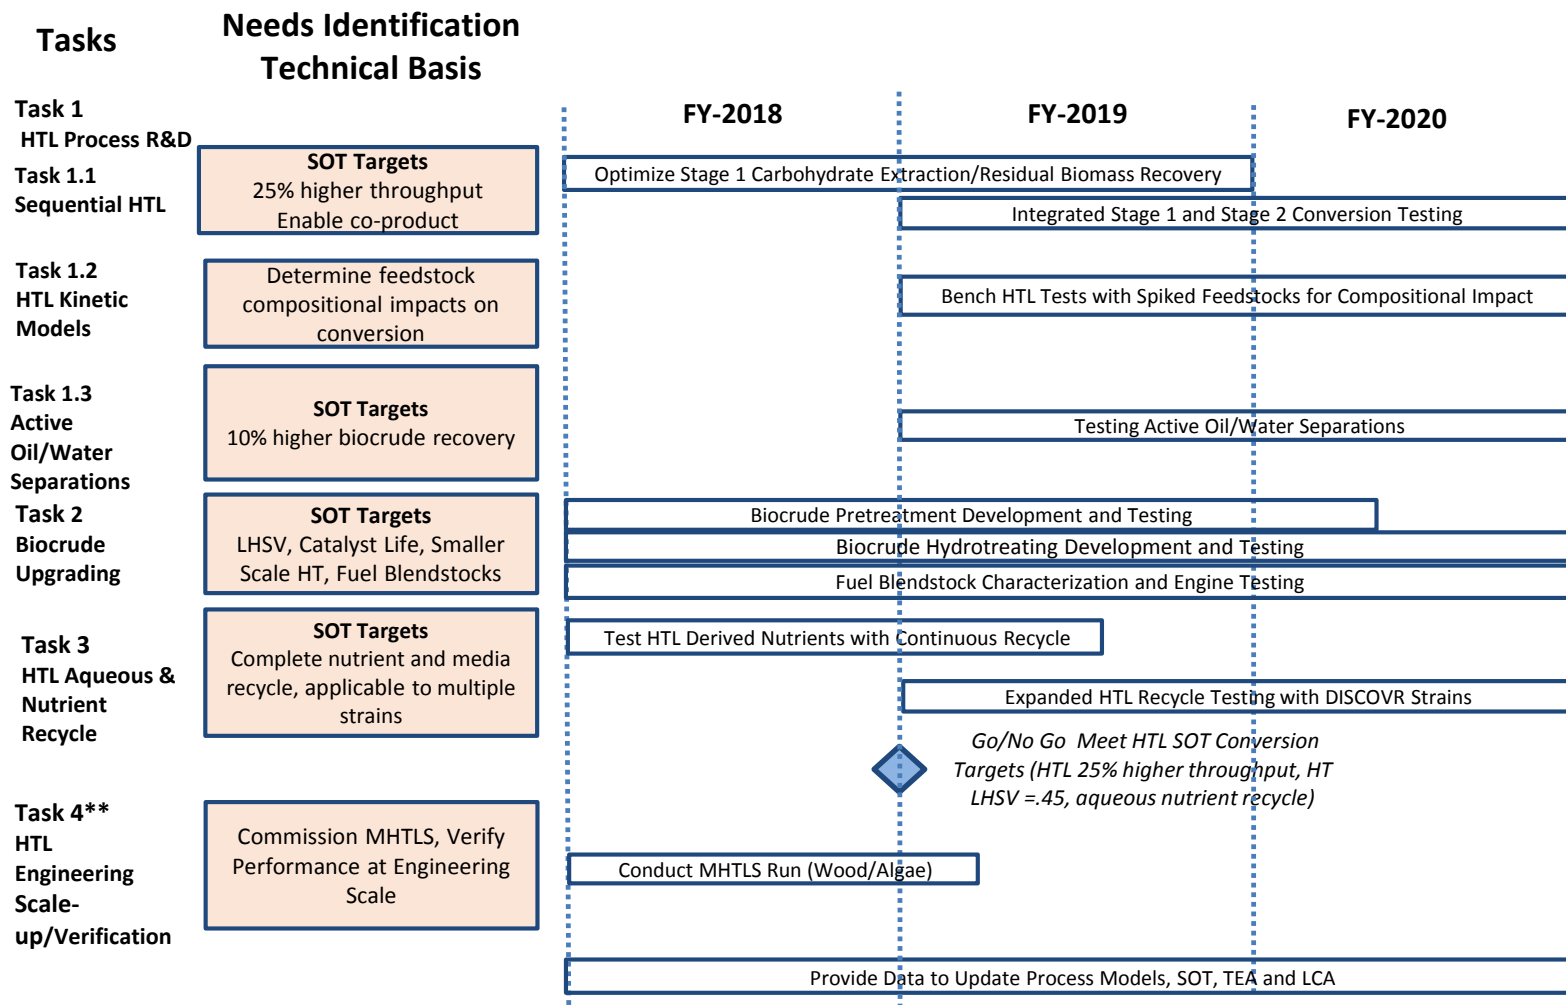 Tasks
Needs Identification
Technical Basis
FY-2018
FY-2019
FY-2020
Task 1
HTL Process R&D
Task 1.1
Sequential HTL
SOT Targets
25% higher throughput
Enable co-product
Optimize Stage 1 Carbohydrate Extraction/Residual Biomass Recovery
Integrated Stage 1 and Stage 2 Conversion Testing
Task 1.2
HTL Kinetic
Models
Determine feedstock
compositional impacts on
conversion
Bench HTL Tests with Spiked Feedstocks for Compositional Impact
Task 1.3
Active
Oil/Water
Separations
SOT Targets
10% higher biocrude recovery
Testing Active Oil/Water Separations
Task 2
Biocrude
Upgrading
SOT Targets
LHSV, Catalyst Life, Smaller
Scale HT, Fuel Blendstocks
Biocrude Pretreatment Development and Testing
Biocrude Hydrotreating Development and Testing
Fuel Blendstock Characterization and Engine Testing
Task 3
HTL Aqueous &
Nutrient
Recycle
SOT Targets
Complete nutrient and media
recycle, applicable to multiple
strains
Test HTL Derived Nutrients with Continuous Recycle
Expanded HTL Recycle Testing with DISCOVR Strains
Go/No Go  Meet HTL SOT Conversion
Targets (HTL 25% higher throughput, HT
LHSV =.45, aqueous nutrient recycle)
Task 4**
HTL
Engineering
Scale-
up/Verification
Commission MHTLS, Verify
Performance at Engineering
Scale
Conduct MHTLS Run (Wood/Algae)
Provide Data to Update Process Models, SOT, TEA and LCA